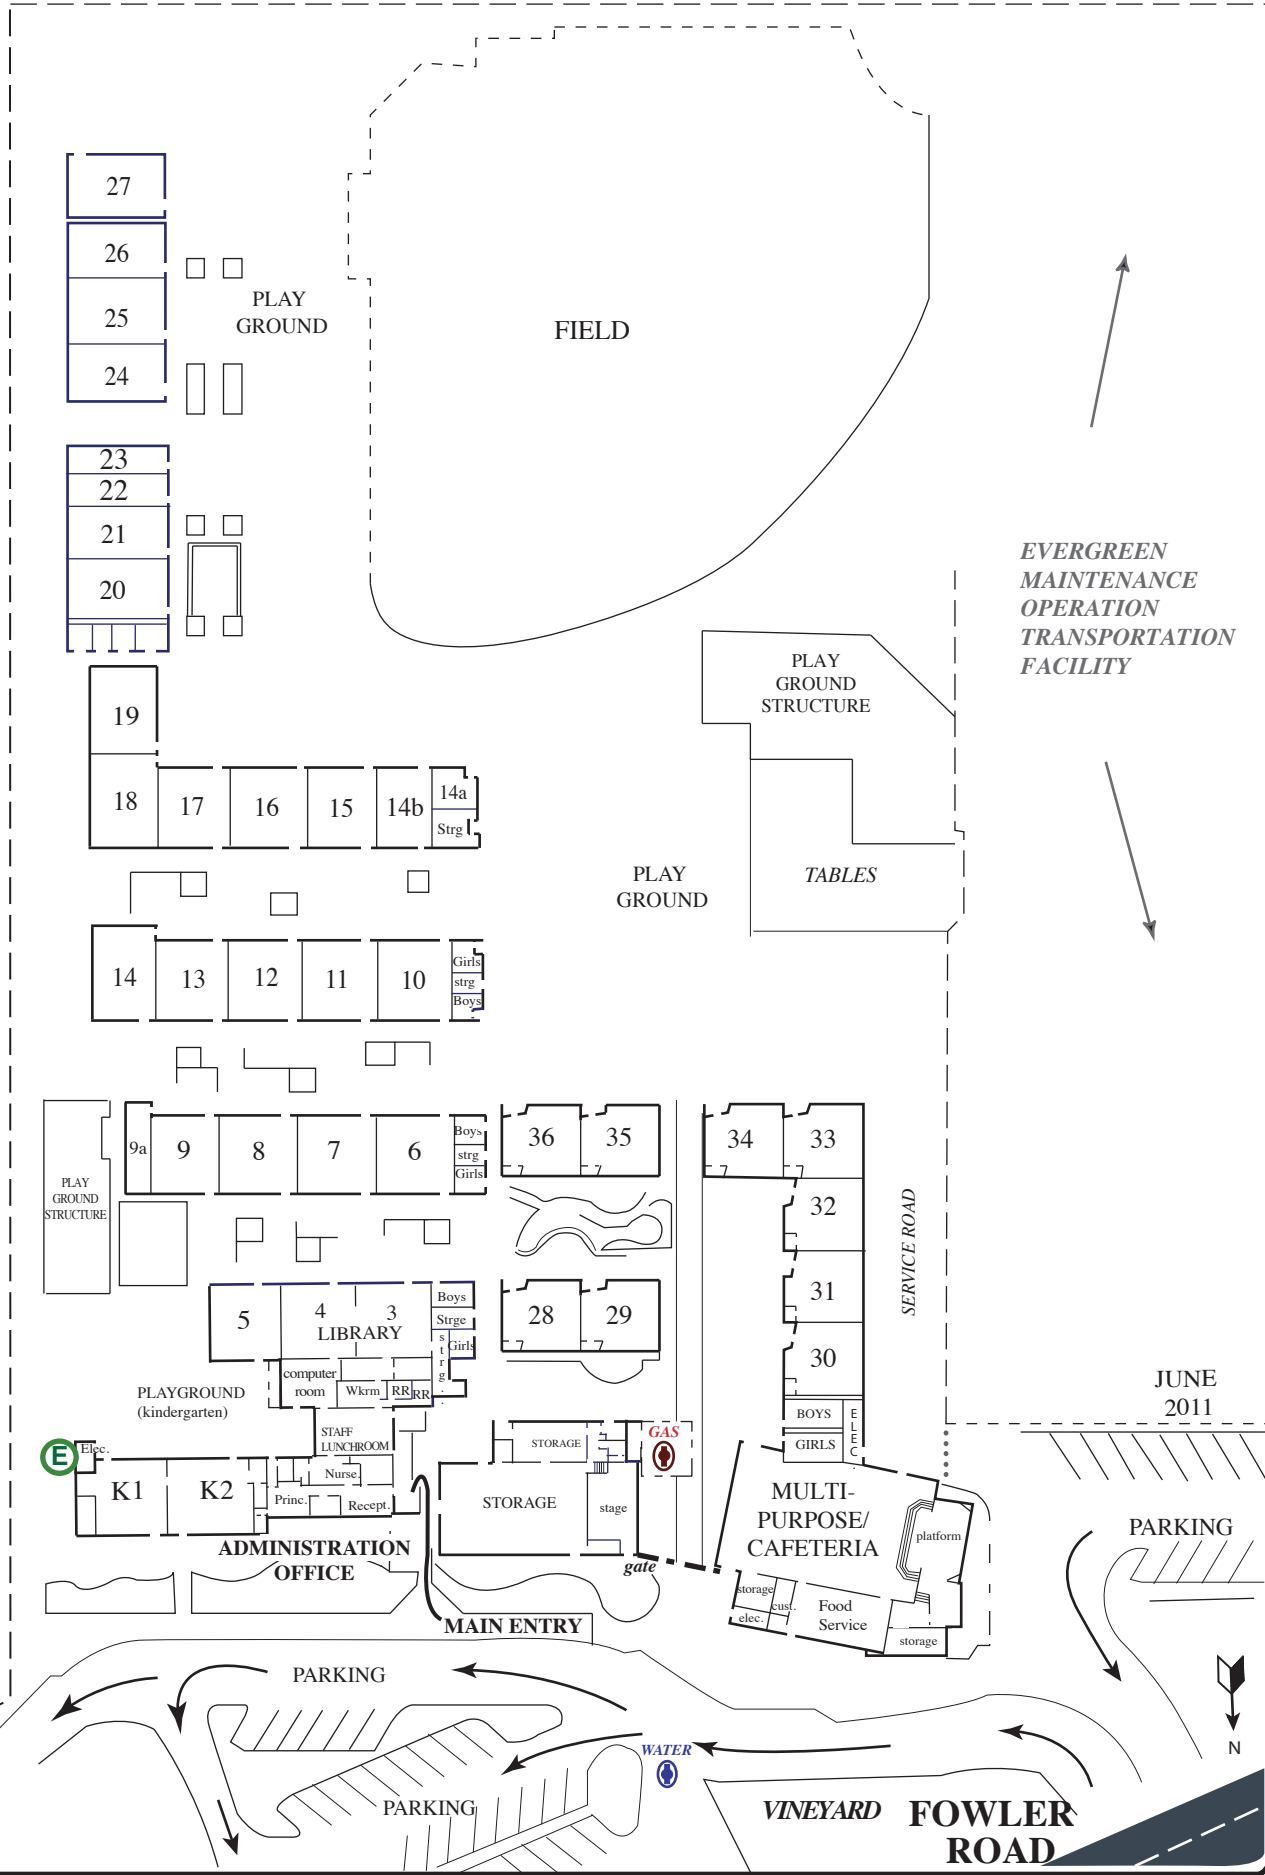 27
26
25
24
PLAY
GROUND
FIELD
23
22
21
20
EVERGREEN
MAINTENANCE
OPERATION
TRANSPORTATION
FACILITY
PLAY
GROUND
STRUCTURE
19
18
17
16
15
14b
14a
Strg
PLAY
GROUND
TABLES
14
13
12
11
10
Girls
strg
Boys
PLAY
GROUND
STRUCTURE
9a
9
8
7
6
Boys
strg
Girls
36
35
34
33
32
31
30
SERVICE ROAD
5
4
3
LIBRARY
Boys
Strge
Girls
strg.
28
29
computer
room
Wkrm
RR
RR
PLAYGROUND
(kindergarten)
STAFF
LUNCHROOM
BOYS
GIRLS
ELEC.
JUNE
2011
E
Elec.
K1
K2
Nurse.
Princ.
Recept.
STORAGE
STORAGE
stage
GAS
MULTI-
PURPOSE/
CAFETERIA
platform
PARKING
ADMINISTRATION
OFFICE
gate
storage
cust.
elec.
Food
Service
storage
MAIN ENTRY
PARKING
WATER
N
PARKING
VINEYARD
FOWLER
ROAD